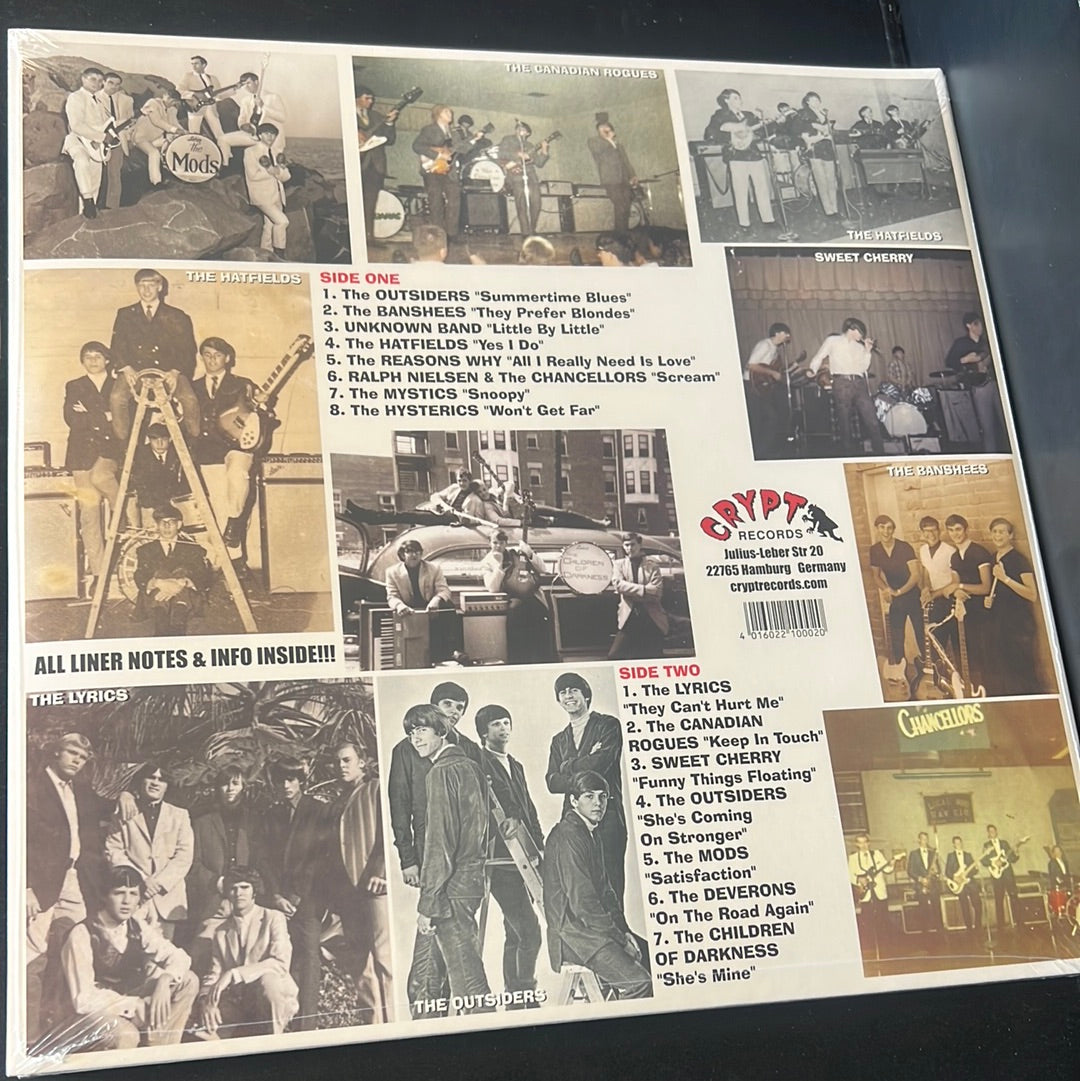 The
Mods
THE CANADIAN ROGUES
THE HATFIELDS
THE HATFIELDS
SIDE ONE
1. The OUTSIDERS "Summertime Blues"
2. The BANSHEES "They Prefer Blondes"
3. UNKNOWN BAND "Little By Little"
4. The HATFIELDS "Yes I Do"
5. The REASONS WHY "All I Really Need Is Love"
6. RALPH NIELSEN & The CHANCELLORS "Scream"
7. The MYSTICS "Snoopy"
8. The HYSTERICS "Won't Get Far"
SWEET CHERRY
THE BANSHEES
CRYPT
RECORDS
Julius-Leber Str 20
22765 Hamburg Germany
cryptrecords.com
4 016022 100020
CHILDREN
OF
DARKNESS
ALL LINER NOTES & INFO INSIDE!!!
THE LYRICS
THE OUTSIDERS
SIDE TWO
1. The LYRICS
"They Can't Hurt Me"
2. The CANADIAN
ROGUES "Keep In Touch"
3. SWEET CHERRY
"Funny Things Floating"
4. The OUTSIDERS
"She's Coming
On Stronger"
5. The MODS
"Satisfaction"
6. The DEVERONS
"On The Road Again"
7. The CHILDREN
OF DARKNESS
"She's Mine"
CHANCELLORS